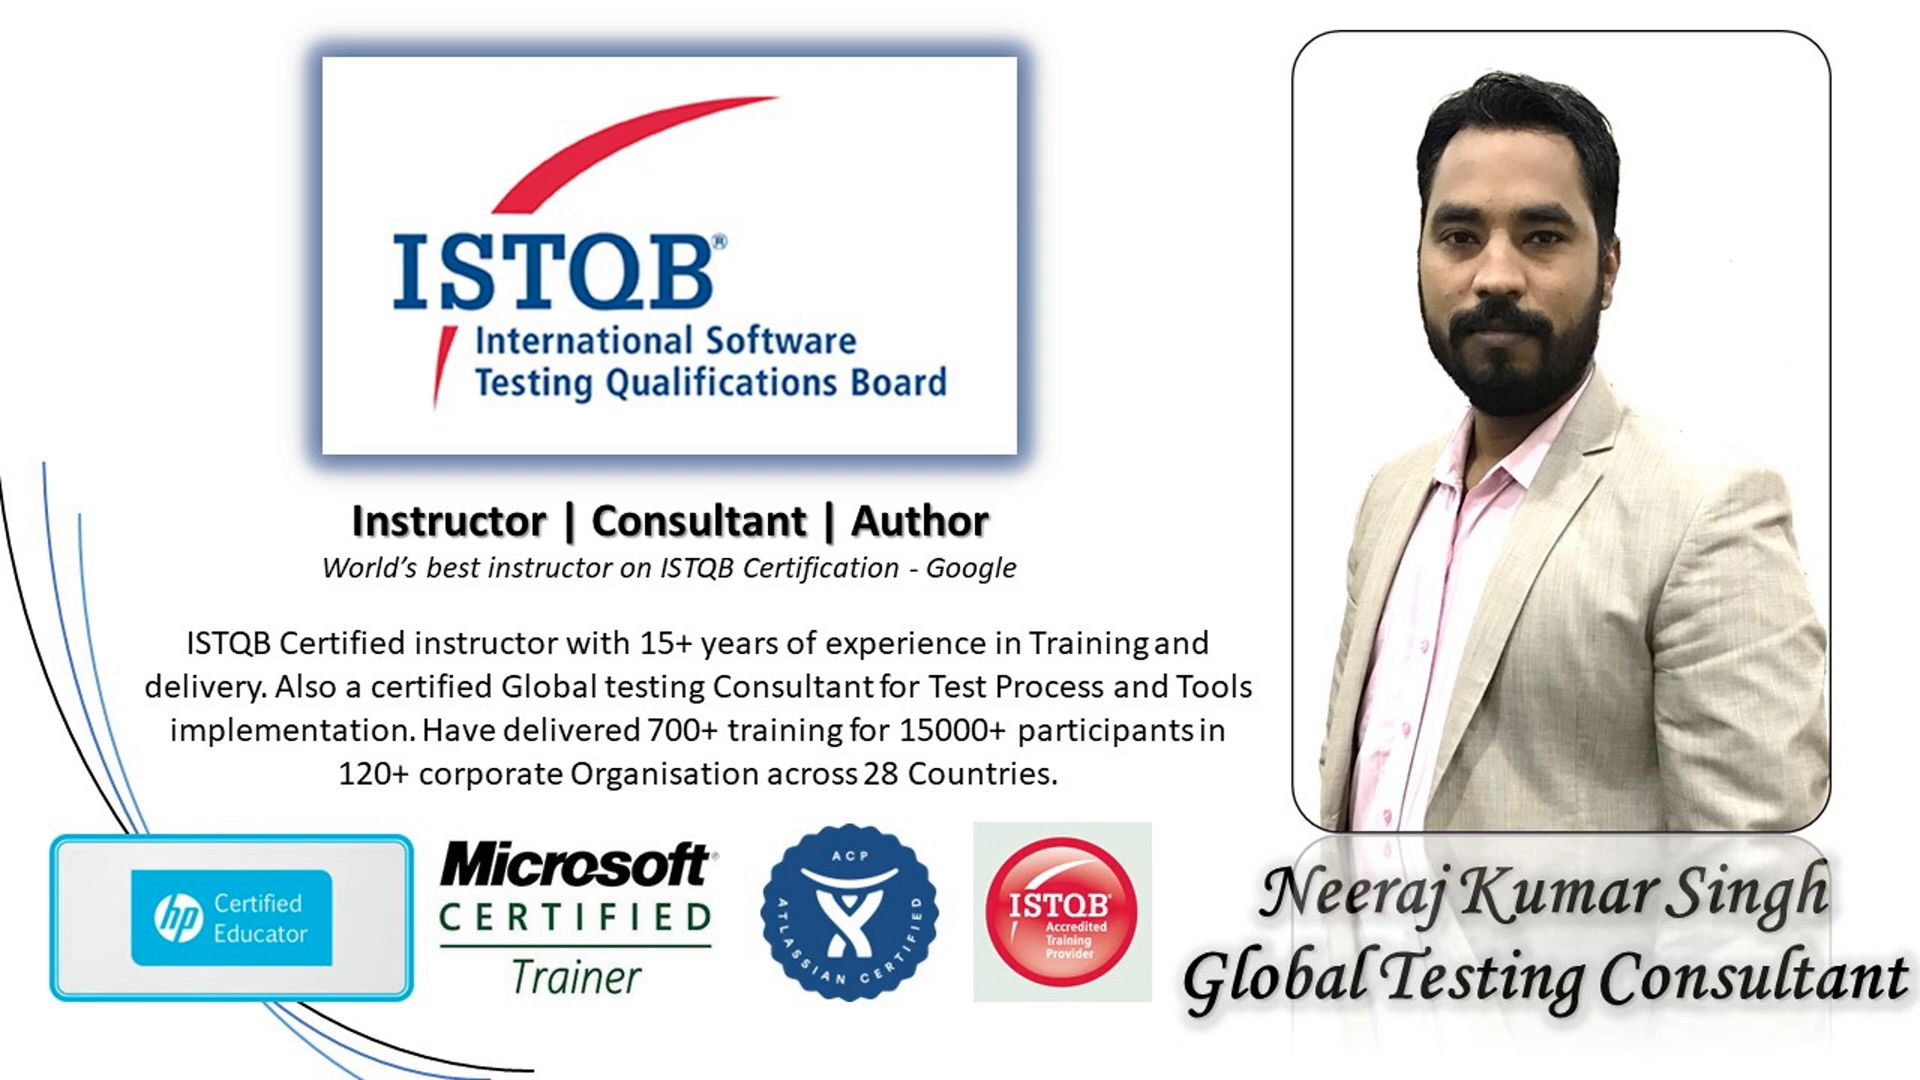 ISTQB®
International Software
Testing Qualifications Board
Instructor | Consultant | Author
World's best instructor on ISTQB Certification - Google
ISTQB Certified instructor with 15+ years of experience in Training and
delivery. Also a certified Global testing Consultant for Test Process and Tools
implementation. Have delivered 700+ training for 15000+ participants in
120+ corporate Organisation across 28 Countries.
hp Certified
Educator
Microsoft®
CERTIFIED
Trainer
ACP
ATLASSIAN CERTIFIED
ISTQB®
Accredited
Training
Provider
Neeraj Kumar Singh
Global Testing Consultant